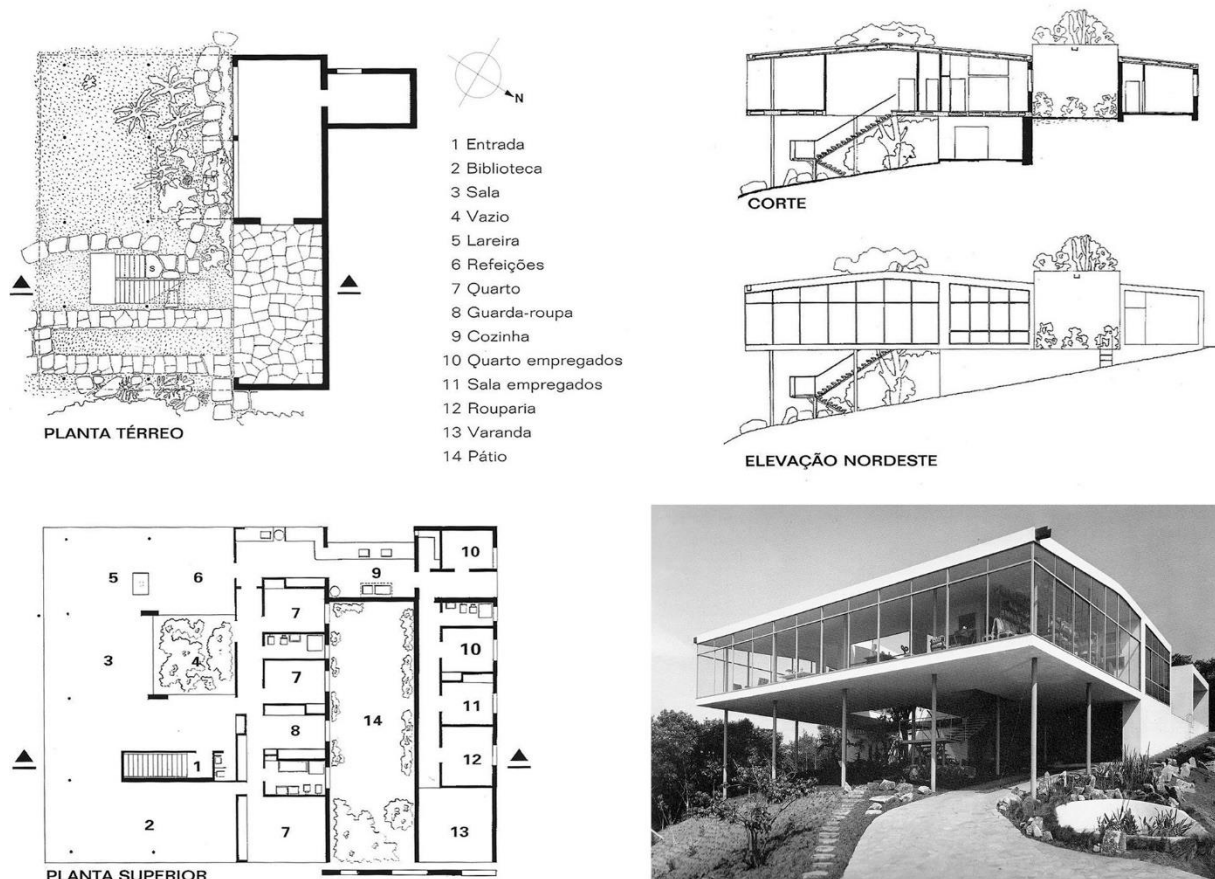 N
1 Entrada
2 Biblioteca
3 Sala
4 Vazio
5 Lareira
6 Refeições
7 Quarto
8 Guarda-roupa
9 Cozinha
10 Quarto empregados
11 Sala empregados
12 Rouparia
13 Varanda
14 Pátio
S
PLANTA TÉRREO
CORTE
ELEVAÇÃO NORDESTE
10
5
6
9
7
10
3
4
7
11
8
14
12
1
2
7
13
PLANTA SUPERIOR